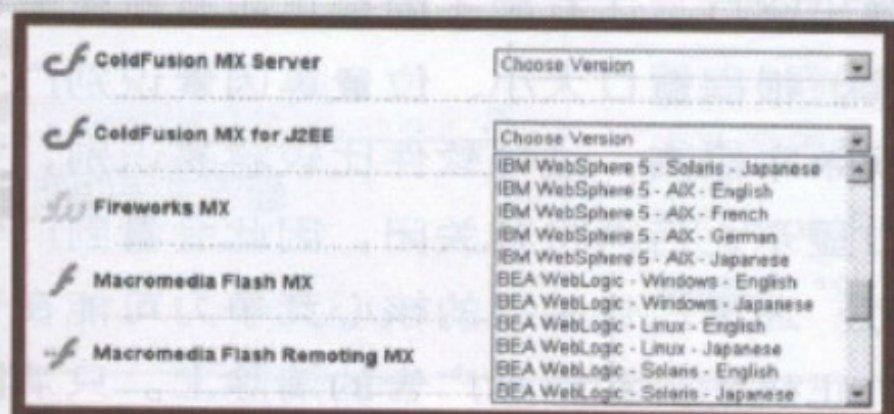 ColdFusion MX Server
Choose Version
ColdFusion MX for J2EE
Choose Version
IBM WebSphere 5 - Solaris - Japanese
IBM WebSphere 5 - AIX - English
IBM WebSphere 5 - AIX - French
IBM WebSphere 5 - AIX - German
IBM WebSphere 5 - AIX - Japanese
BEA WebLogic - Windows - English
BEA WebLogic - Windows - Japanese
BEA WebLogic - Linux - English
BEA WebLogic - Linux - Japanese
BEA WebLogic - Solaris - English
BEA WebLogic - Solaris - Japanese
Fireworks MX
Macromedia Flash MX
Macromedia Flash Remoting MX